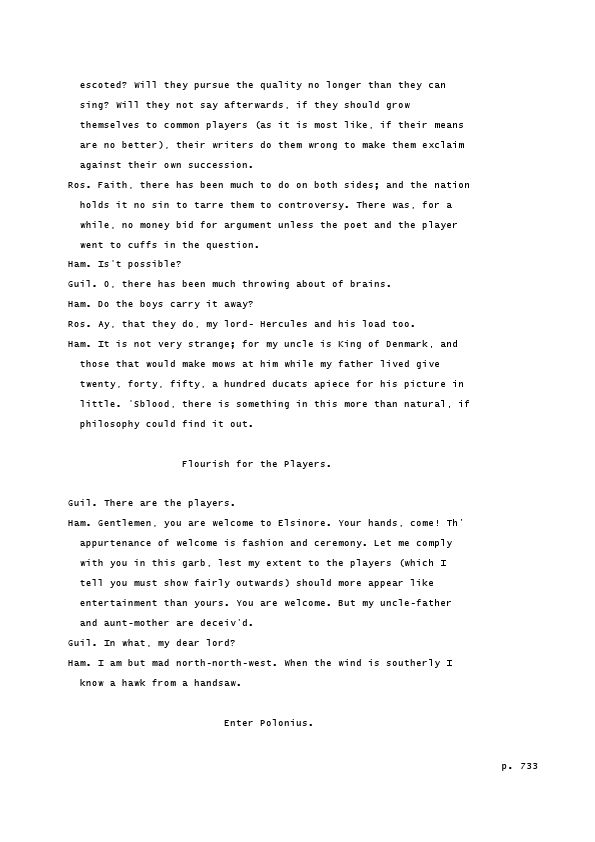 escoted? Will they pursue the quality no longer than they can
sing? Will they not say afterwards, if they should grow
themselves to common players (as it is most like, if their means
are no better), their writers do them wrong to make them exclaim
against their own succession.
Ros. Faith, there has been much to do on both sides; and the nation
holds it no sin to tarre them to controversy. There was, for a
while, no money bid for argument unless the poet and the player
went to cuffs in the question.
Ham. Is't possible?
Guil. O, there has been much throwing about of brains.
Ham. Do the boys carry it away?
Ros. Ay, that they do, my lord- Hercules and his load too.
Ham. It is not very strange; for my uncle is King of Denmark, and
those that would make mows at him while my father lived give
twenty, forty, fifty, a hundred ducats apiece for his picture in
little. 'Sblood, there is something in this more than natural, if
philosophy could find it out.
Flourish for the Players.
Guil. There are the players.
Ham. Gentlemen, you are welcome to Elsinore. Your hands, come! Th'
appurtenance of welcome is fashion and ceremony. Let me comply
with you in this garb, lest my extent to the players (which I
tell you must show fairly outwards) should more appear like
entertainment than yours. You are welcome. But my uncle-father
and aunt-mother are deceiv'd.
Guil. In what, my dear lord?
Ham. I am but mad north-north-west. When the wind is southerly I
know a hawk from a handsaw.
Enter Polonius.
p. 733